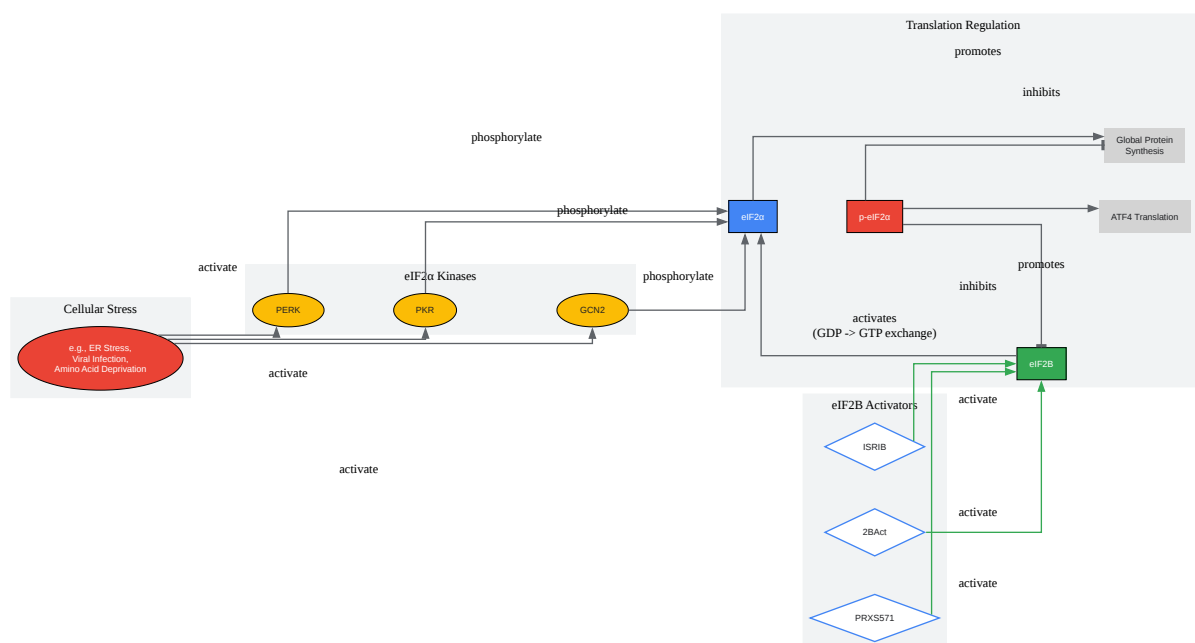 Translation Regulation
promotes
inhibits
phosphorylate
Global Protein
Synthesis
phosphorylate
eIF2α
p-eIF2α
ATF4 Translation
activate
eIF2α Kinases
phosphorylate
promotes
inhibits
Cellular Stress
PERK
PKR
GCN2
activates
(GDP -> GTP exchange)
e.g., ER Stress,
Viral Infection,
Amino Acid Deprivation
eIF2B
activate
activate
eIF2B Activators
ISRIB
activate
2BAct
activate
activate
PRXS571